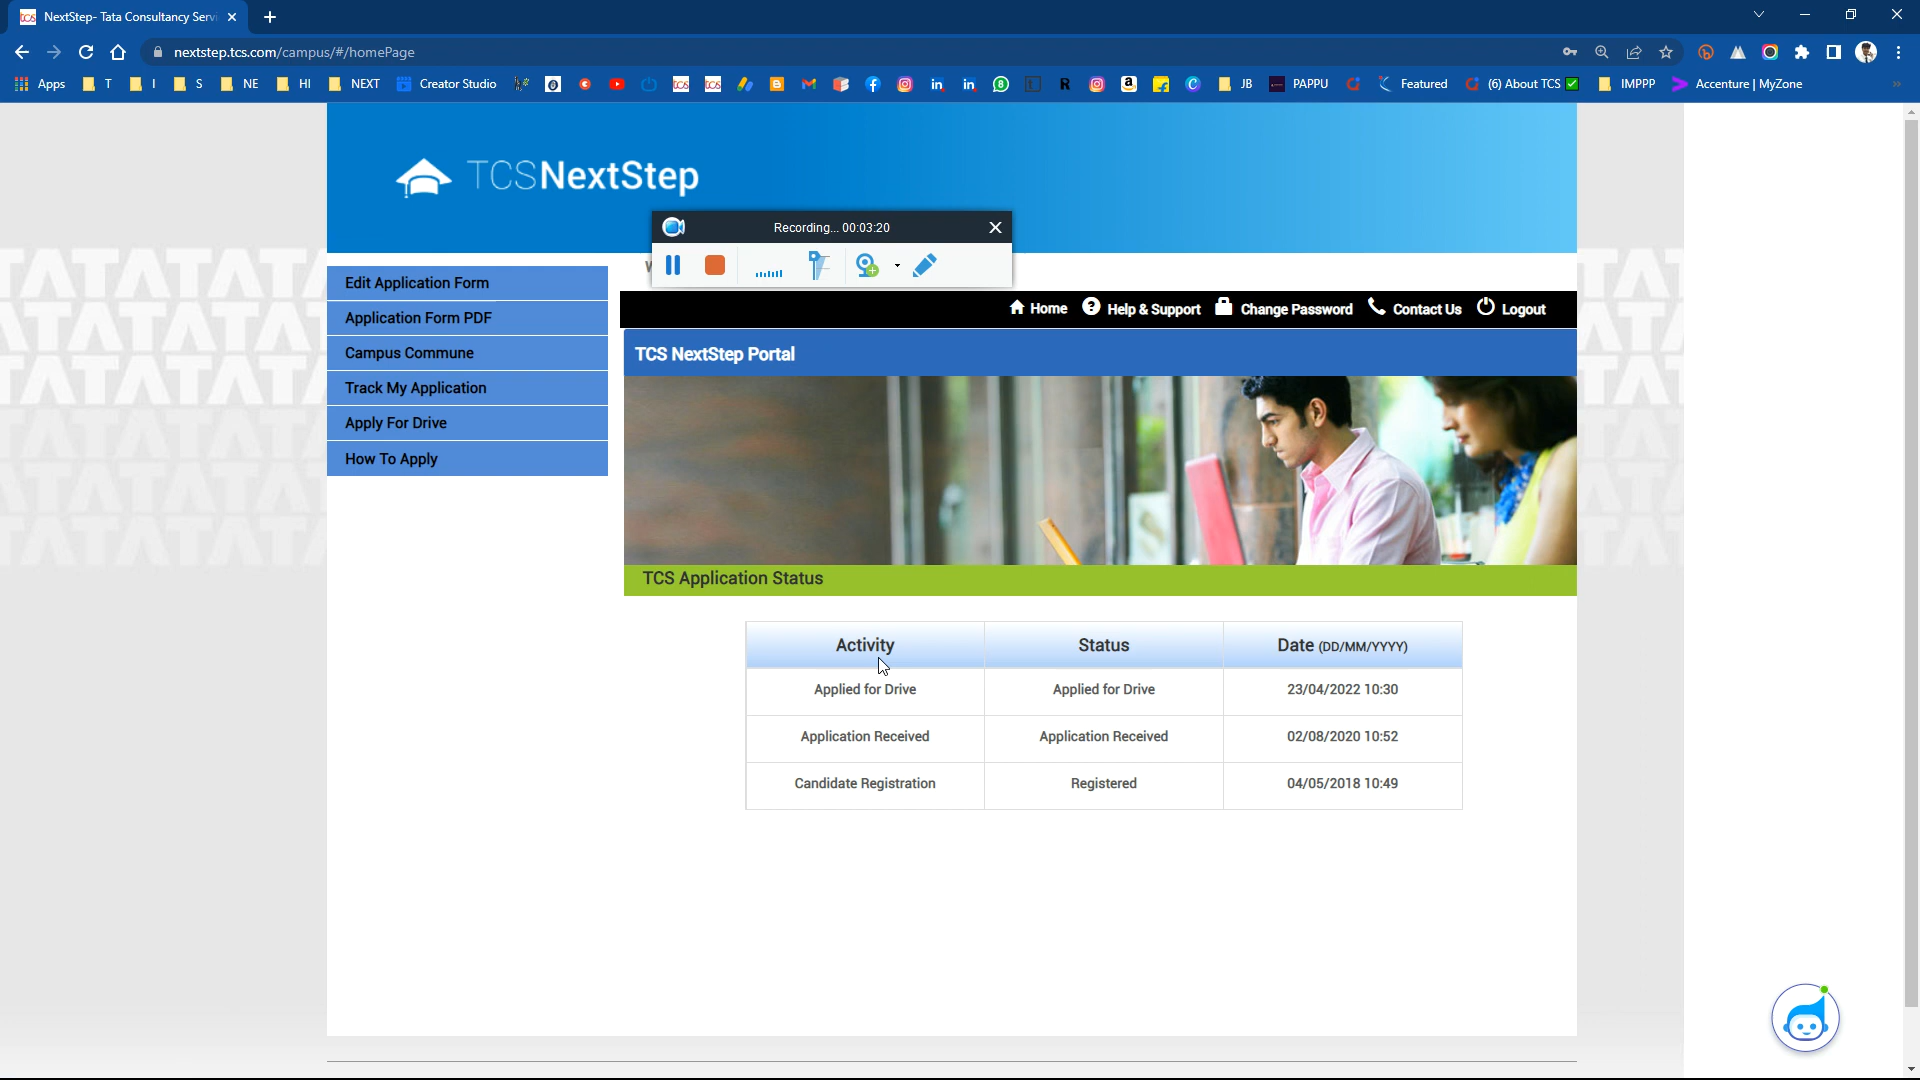 NextStep- Tata Consultancy Servi
nextstep.tcs.com/campus/#/homePage
Apps T I S NE HI NEXT Creator Studio JB PAPPU Featured (6) About TCS IMPPP Accenture | MyZone
TCSNextStep
Recording... 00:03:20
Edit Application Form
Application Form PDF
Campus Commune
Track My Application
Apply For Drive
How To Apply
Home Help & Support Change Password Contact Us Logout
TCS NextStep Portal
TCS Application Status
Activity Status Date (DD/MM/YYYY)
Applied for Drive Applied for Drive 23/04/2022 10:30
Application Received Application Received 02/08/2020 10:52
Candidate Registration Registered 04/05/2018 10:49